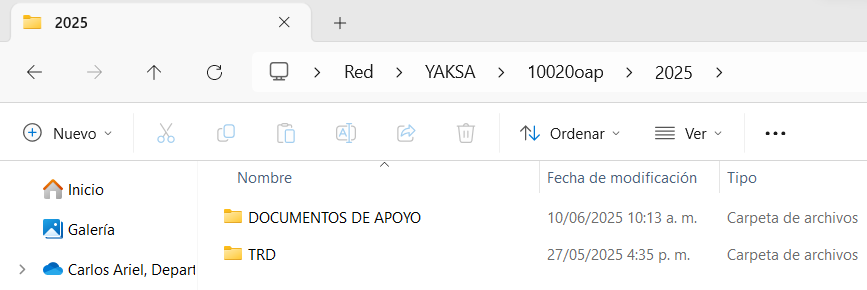 2025
Red YAKSA 10020oap 2025
Nuevo Ordenar Ver
Nombre Fecha de modificación Tipo
Inicio
DOCUMENTOS DE APOYO 10/06/2025 10:13 a. m. Carpeta de archivos
Galería
TRD 27/05/2025 4:35 p. m. Carpeta de archivos
Carlos Ariel, Depart